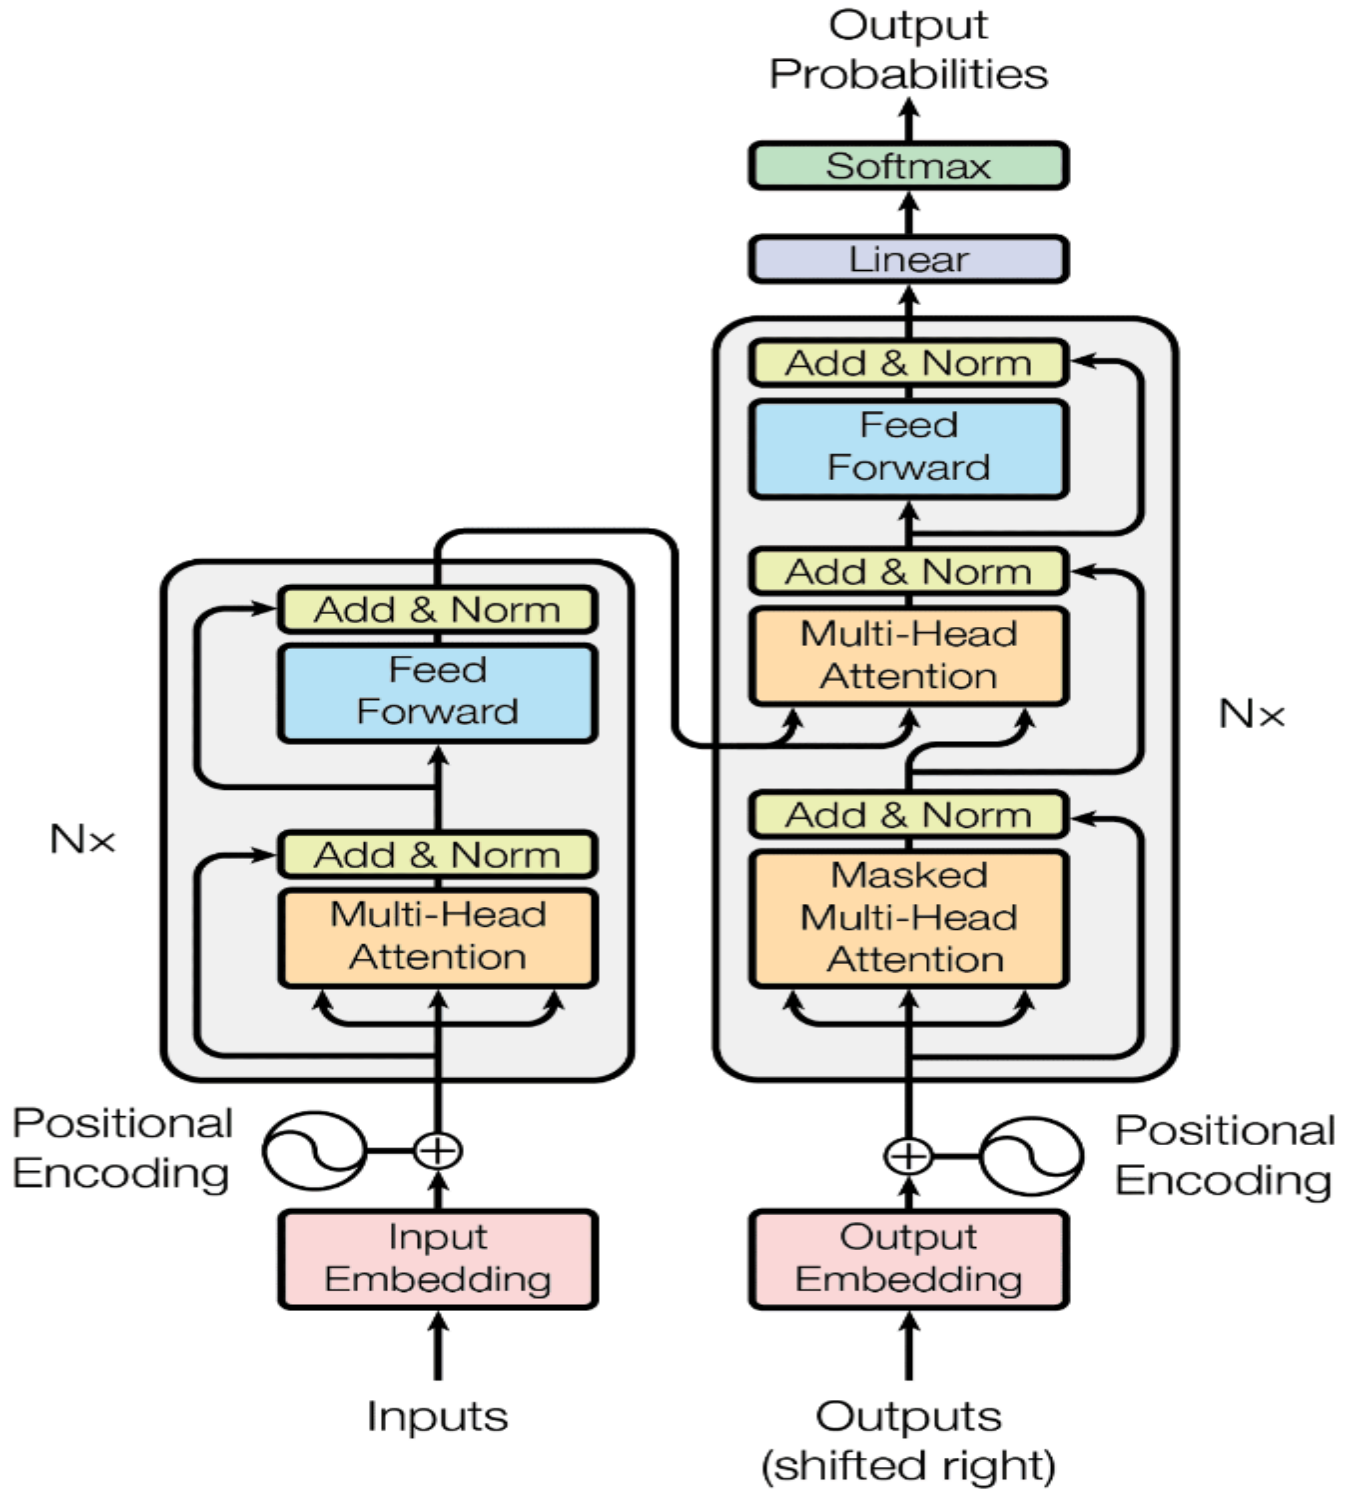 Output
Probabilities
Softmax
Linear
Add & Norm
Feed
Forward
Add & Norm
Multi-Head
Attention
Nx
Add & Norm
Masked
Multi-Head
Attention
Add & Norm
Feed
Forward
Nx
Add & Norm
Multi-Head
Attention
Positional
Encoding
Positional
Encoding
Input
Embedding
Output
Embedding
Inputs
Outputs
(shifted right)